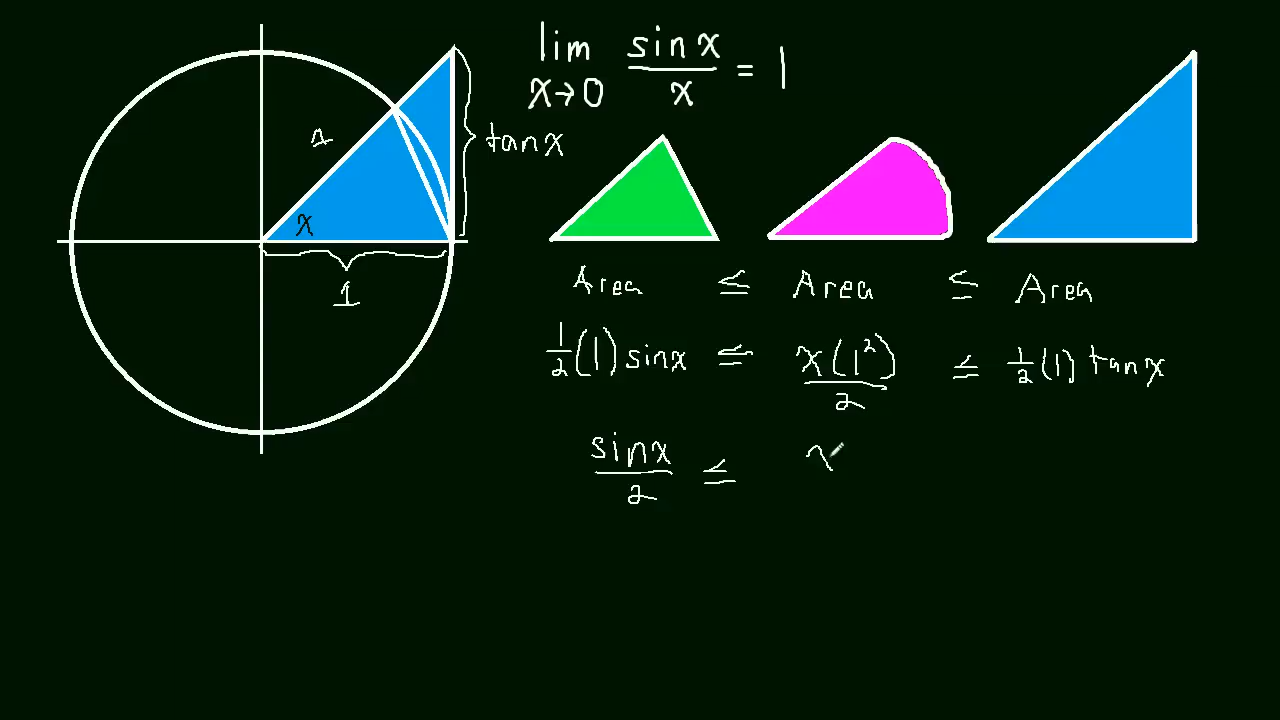 lim sin x / x = 1
x→0
1
tan x
x
1
Area ≤ Area ≤ Area
1/2 (1) sin x ≤ x(1²)/2 ≤ 1/2 (1) tan x
sin x / 2 ≤ x